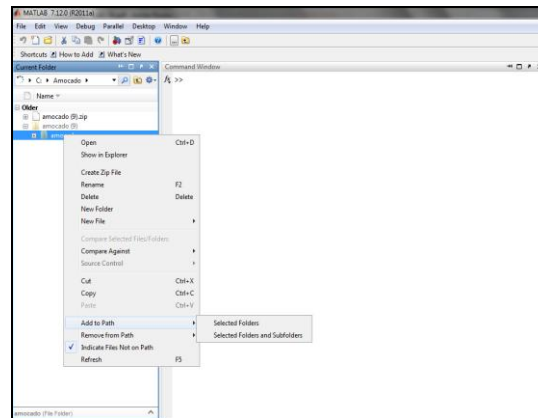 MATLAB 7.12.0 (R2011a)
File Edit View Debug Parallel Desktop Window Help
Shortcuts How to Add What's New
Current Folder
Command Window
C: Amocado
fx >>
Name
Older
amocado (9).zip
amocado (9)
Open Ctrl+D
Show in Explorer
Create Zip File
Rename F2
Delete Delete
New Folder
New File
Compare Selected Files/Folders
Compare Against
Source Control
Cut Ctrl+X
Copy Ctrl+C
Paste Ctrl+V
Add to Path
Selected Folders
Remove from Path
Selected Folders and Subfolders
Indicate Files Not on Path
Refresh F5
amocado (File Folder)